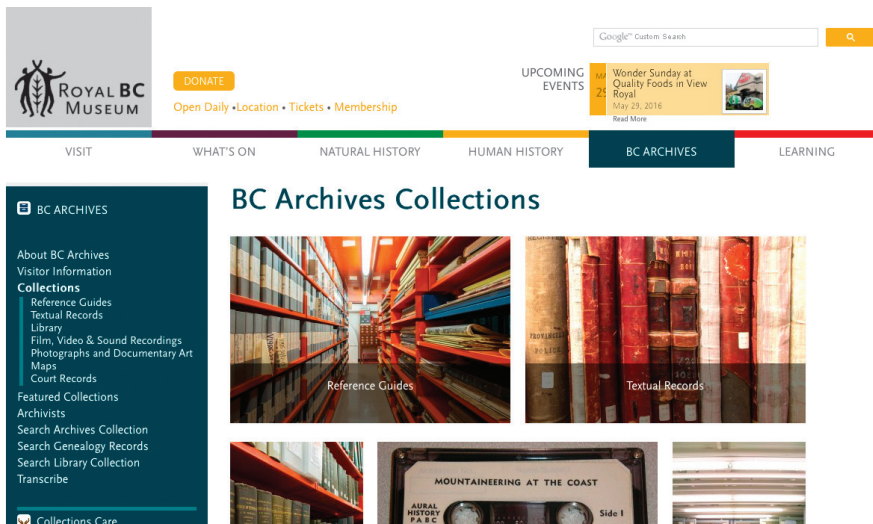 Google™ Custom Search
ROYAL BC
MUSEUM
DONATE
Open Daily •Location • Tickets • Membership
UPCOMING
EVENTS
MA
29
Wonder Sunday at
Quality Foods in View
Royal
May 29, 2016
Read More
VISIT
WHAT'S ON
NATURAL HISTORY
HUMAN HISTORY
BC ARCHIVES
LEARNING
BC ARCHIVES
About BC Archives
Visitor Information
Collections
Reference Guides
Textual Records
Library
Film, Video & Sound Recordings
Photographs and Documentary Art
Maps
Court Records
Featured Collections
Archivists
Search Archives Collection
Search Genealogy Records
Search Library Collection
Transcribe
Collections Care
BC Archives Collections
Reference Guides
Textual Records
MOUNTAINEERING AT THE COAST
AURAL
HISTORY
PABC
Side 1